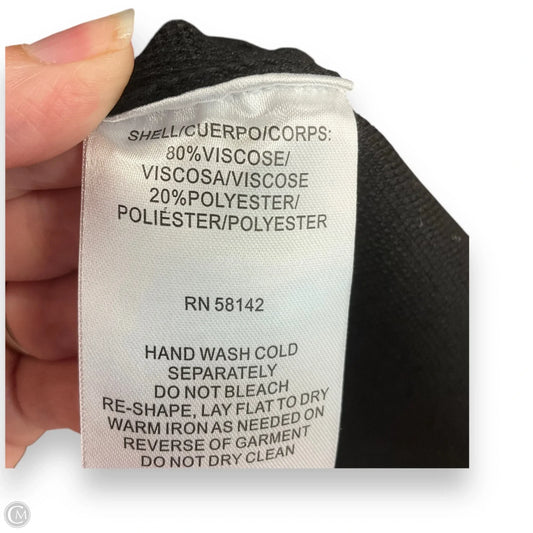 SHELL/CUERPO/CORPS:
80%VISCOSE/
VISCOSA/VISCOSE
20%POLYESTER/
POLIÉSTER/POLYESTER
RN 58142
HAND WASH COLD
SEPARATELY
DO NOT BLEACH
RE-SHAPE, LAY FLAT TO DRY
WARM IRON AS NEEDED ON
REVERSE OF GARMENT
DO NOT DRY CLEAN
CM